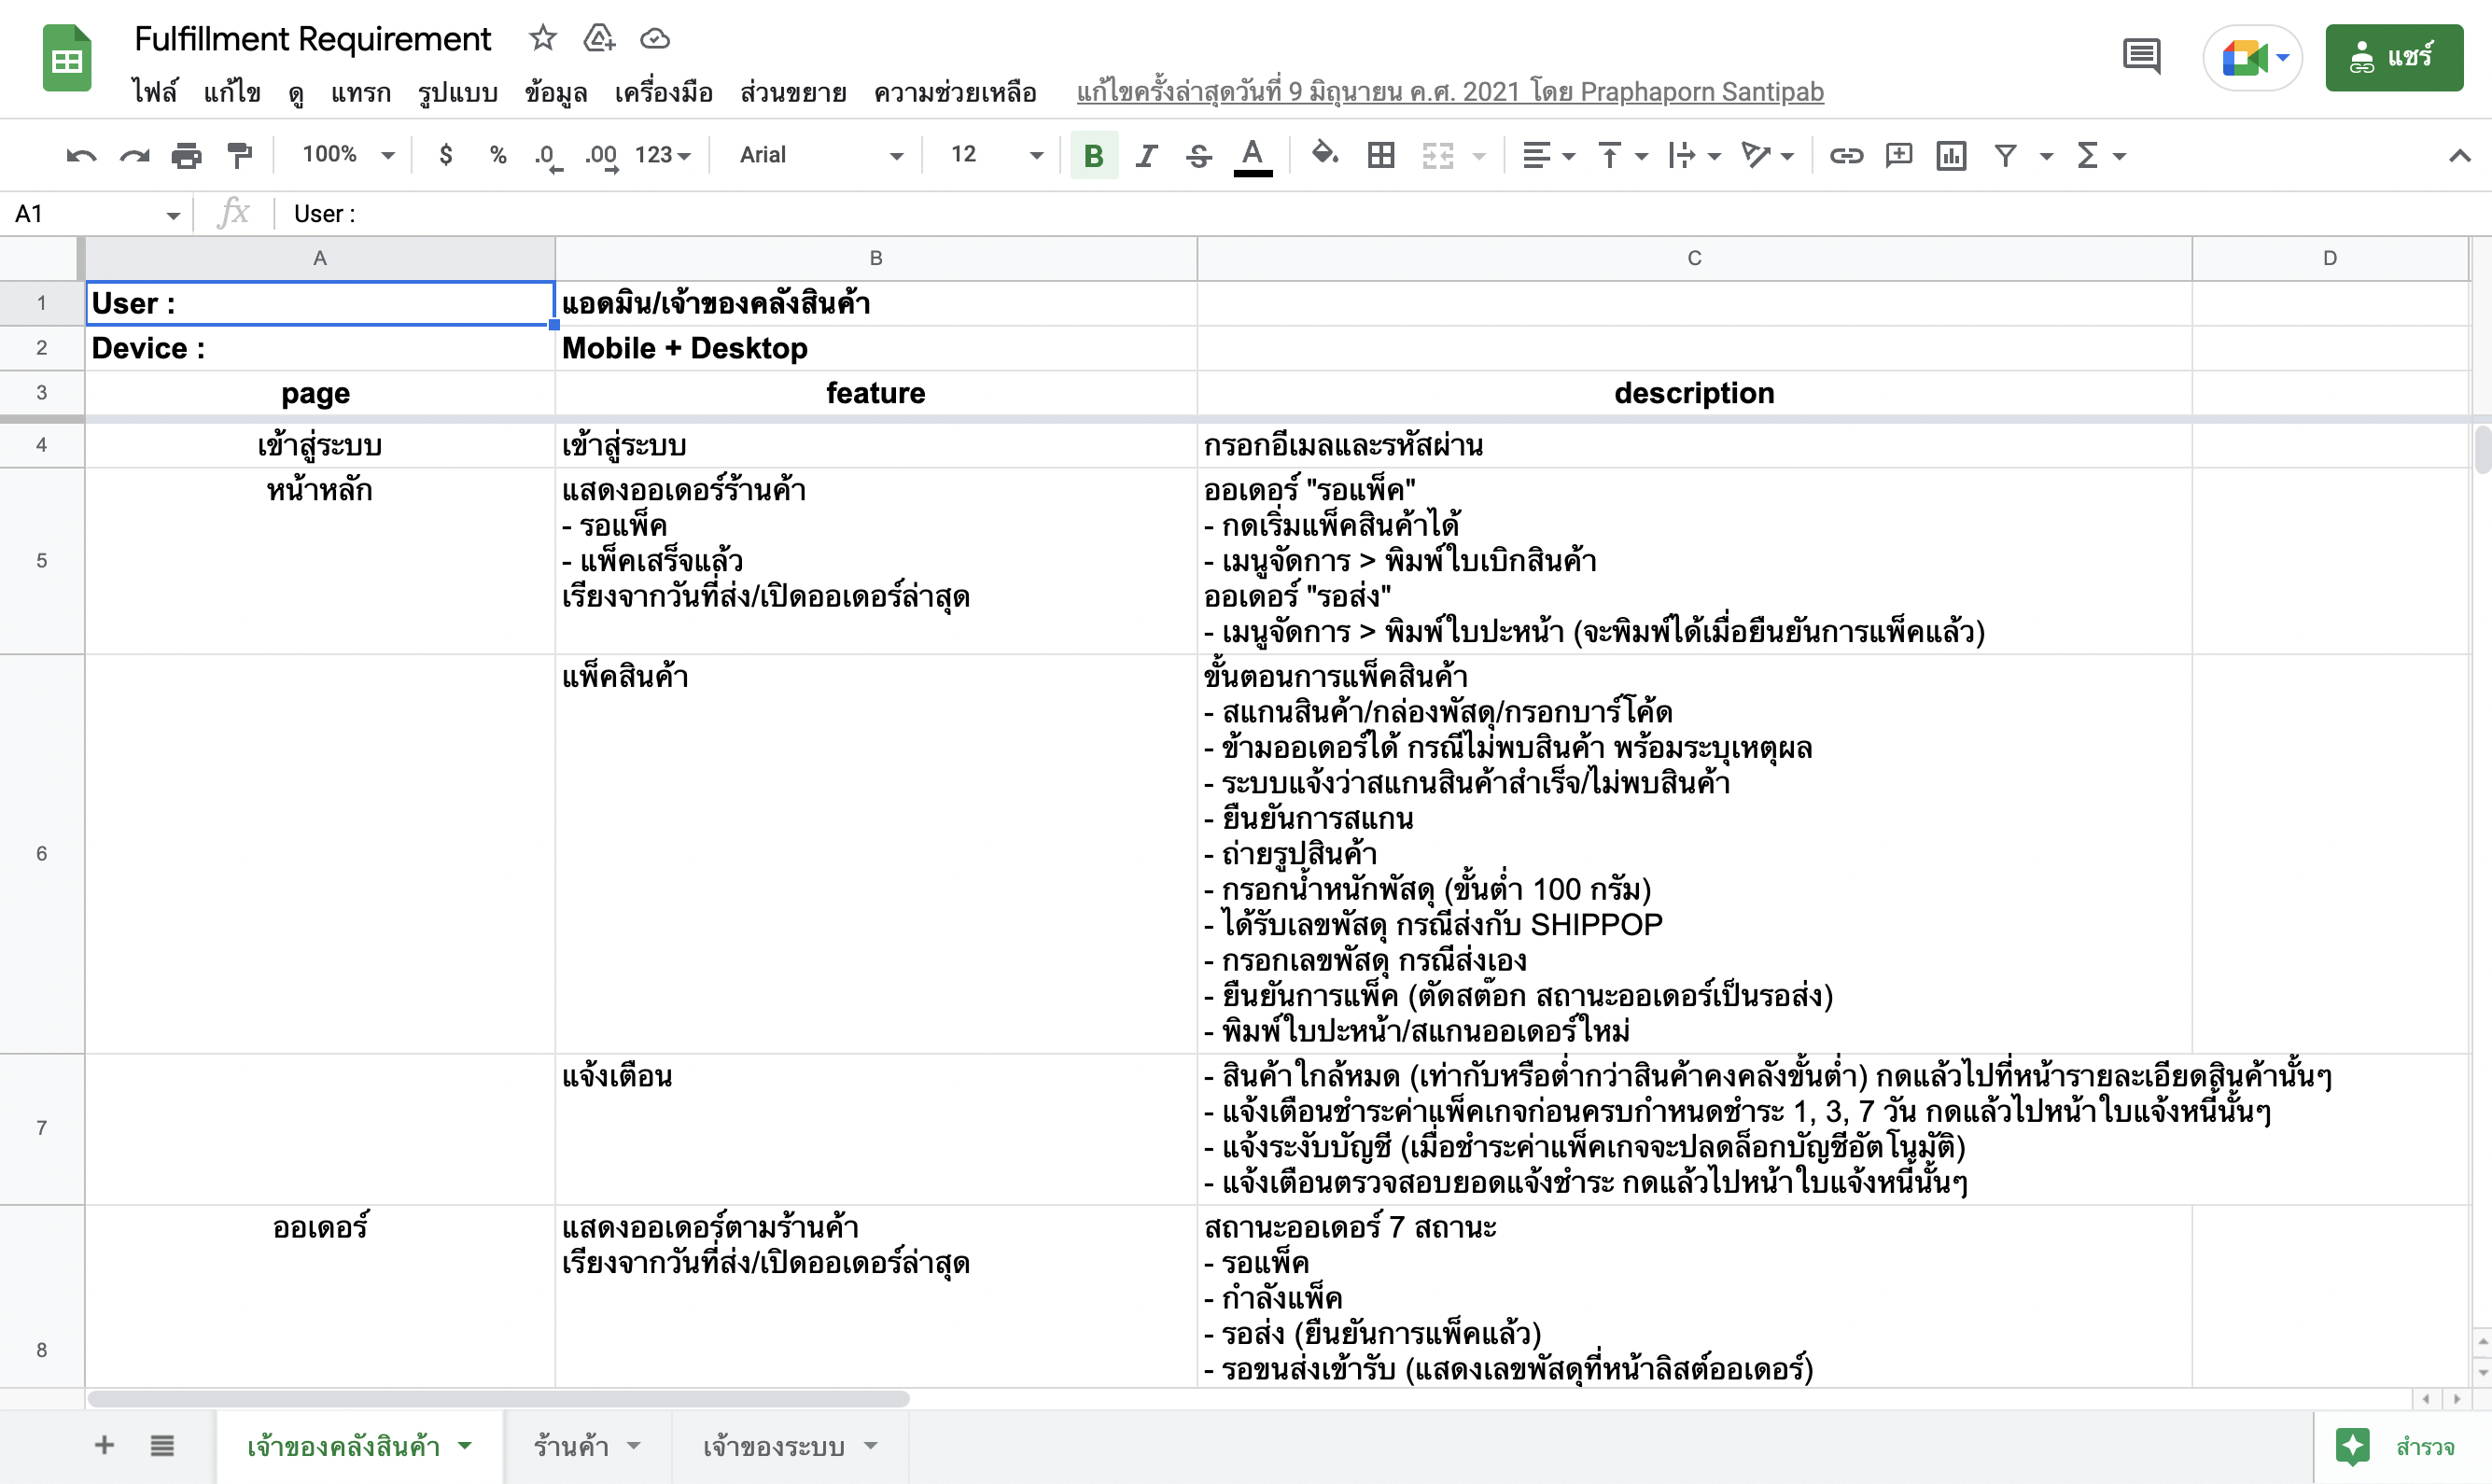 Fulfillment Requirement
ไฟล์ แก้ไข ดู แทรก รูปแบบ ข้อมูล เครื่องมือ ส่วนขยาย ความช่วยเหลือ แก้ไขครั้งล่าสุดวันที่ 9 มิถุนายน ค.ศ. 2021 โดย Praphaporn Santipab
แชร์
100% $ % .0 .00 123 Arial 12 B I S A
A1 fx User :
A B C D
1 User : แอดมิน/เจ้าของคลังสินค้า
2 Device : Mobile + Desktop
3 page feature description
4 เข้าสู่ระบบ เข้าสู่ระบบ กรอกอีเมลและรหัสผ่าน
5 หน้าหลัก
แสดงออเดอร์ร้านค้า
- รอแพ็ค
- แพ็คเสร็จแล้ว
เรียงจากวันที่ส่ง/เปิดออเดอร์ล่าสุด
ออเดอร์ "รอแพ็ค"
- กดเริ่มแพ็คสินค้าได้
- เมนูจัดการ > พิมพ์ใบเบิกสินค้า
ออเดอร์ "รอส่ง"
- เมนูจัดการ > พิมพ์ใบปะหน้า (จะพิมพ์ได้เมื่อยืนยันการแพ็คแล้ว)
6 แพ็คสินค้า
ขั้นตอนการแพ็คสินค้า
- สแกนสินค้า/กล่องพัสดุ/กรอกบาร์โค้ด
- ข้ามออเดอร์ได้ กรณีไม่พบสินค้า พร้อมระบุเหตุผล
- ระบบแจ้งว่าสแกนสินค้าสำเร็จ/ไม่พบสินค้า
- ยืนยันการสแกน
- ถ่ายรูปสินค้า
- กรอกน้ำหนักพัสดุ (ขั้นต่ำ 100 กรัม)
- ได้รับเลขพัสดุ กรณีส่งกับ SHIPPOP
- กรอกเลขพัสดุ กรณีส่งเอง
- ยืนยันการแพ็ค (ตัดสต๊อก สถานะออเดอร์เป็นรอส่ง)
- พิมพ์ใบปะหน้า/สแกนออเดอร์ใหม่
7 แจ้งเตือน
- สินค้าใกล้หมด (เท่ากับหรือต่ำกว่าสินค้าคงคลังขั้นต่ำ) กดแล้วไปที่หน้ารายละเอียดสินค้านั้นๆ
- แจ้งเตือนชำระค่าแพ็คเกจก่อนครบกำหนดชำระ 1, 3, 7 วัน กดแล้วไปหน้าใบแจ้งหนี้นั้นๆ
- แจ้งระงับบัญชี (เมื่อชำระค่าแพ็คเกจจะปลดล็อกบัญชีอัตโนมัติ)
- แจ้งเตือนตรวจสอบยอดแจ้งชำระ กดแล้วไปหน้าใบแจ้งหนี้นั้นๆ
8 ออเดอร์
แสดงออเดอร์ตามร้านค้า
เรียงจากวันที่ส่ง/เปิดออเดอร์ล่าสุด
สถานะออเดอร์ 7 สถานะ
- รอแพ็ค
- กำลังแพ็ค
- รอส่ง (ยืนยันการแพ็คแล้ว)
- รอขนส่งเข้ารับ (แสดงเลขพัสดุที่หน้าลิสต์ออเดอร์)
เจ้าของคลังสินค้า ร้านค้า เจ้าของระบบ สำรวจ